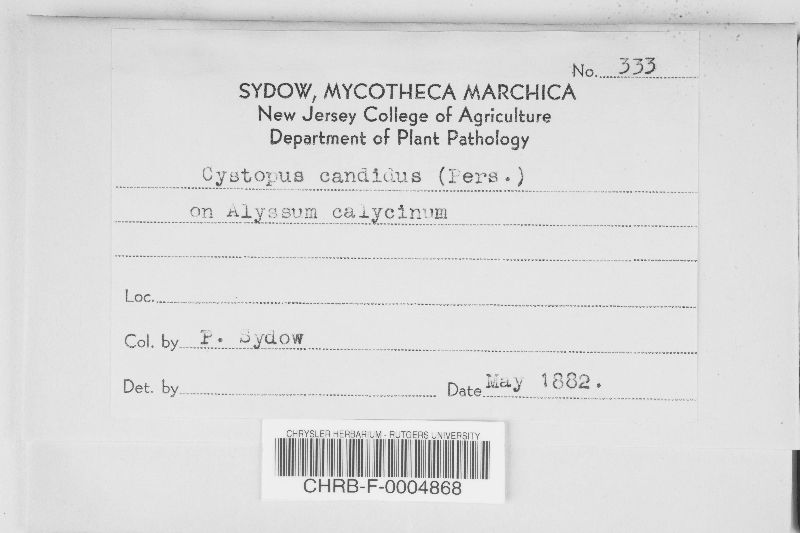 No. 333
SYDOW, MYCOTHECA MARCHICA
New Jersey College of Agriculture
Department of Plant Pathology
Cystopus candidus (Pers.)
on Alyssum calycinum
Loc.
Col. by P. Sydow
Det. by
Date May 1882.
CHRYSLER HERBARIUM - RUTGERS UNIVERSITY
CHRB-F-0004868